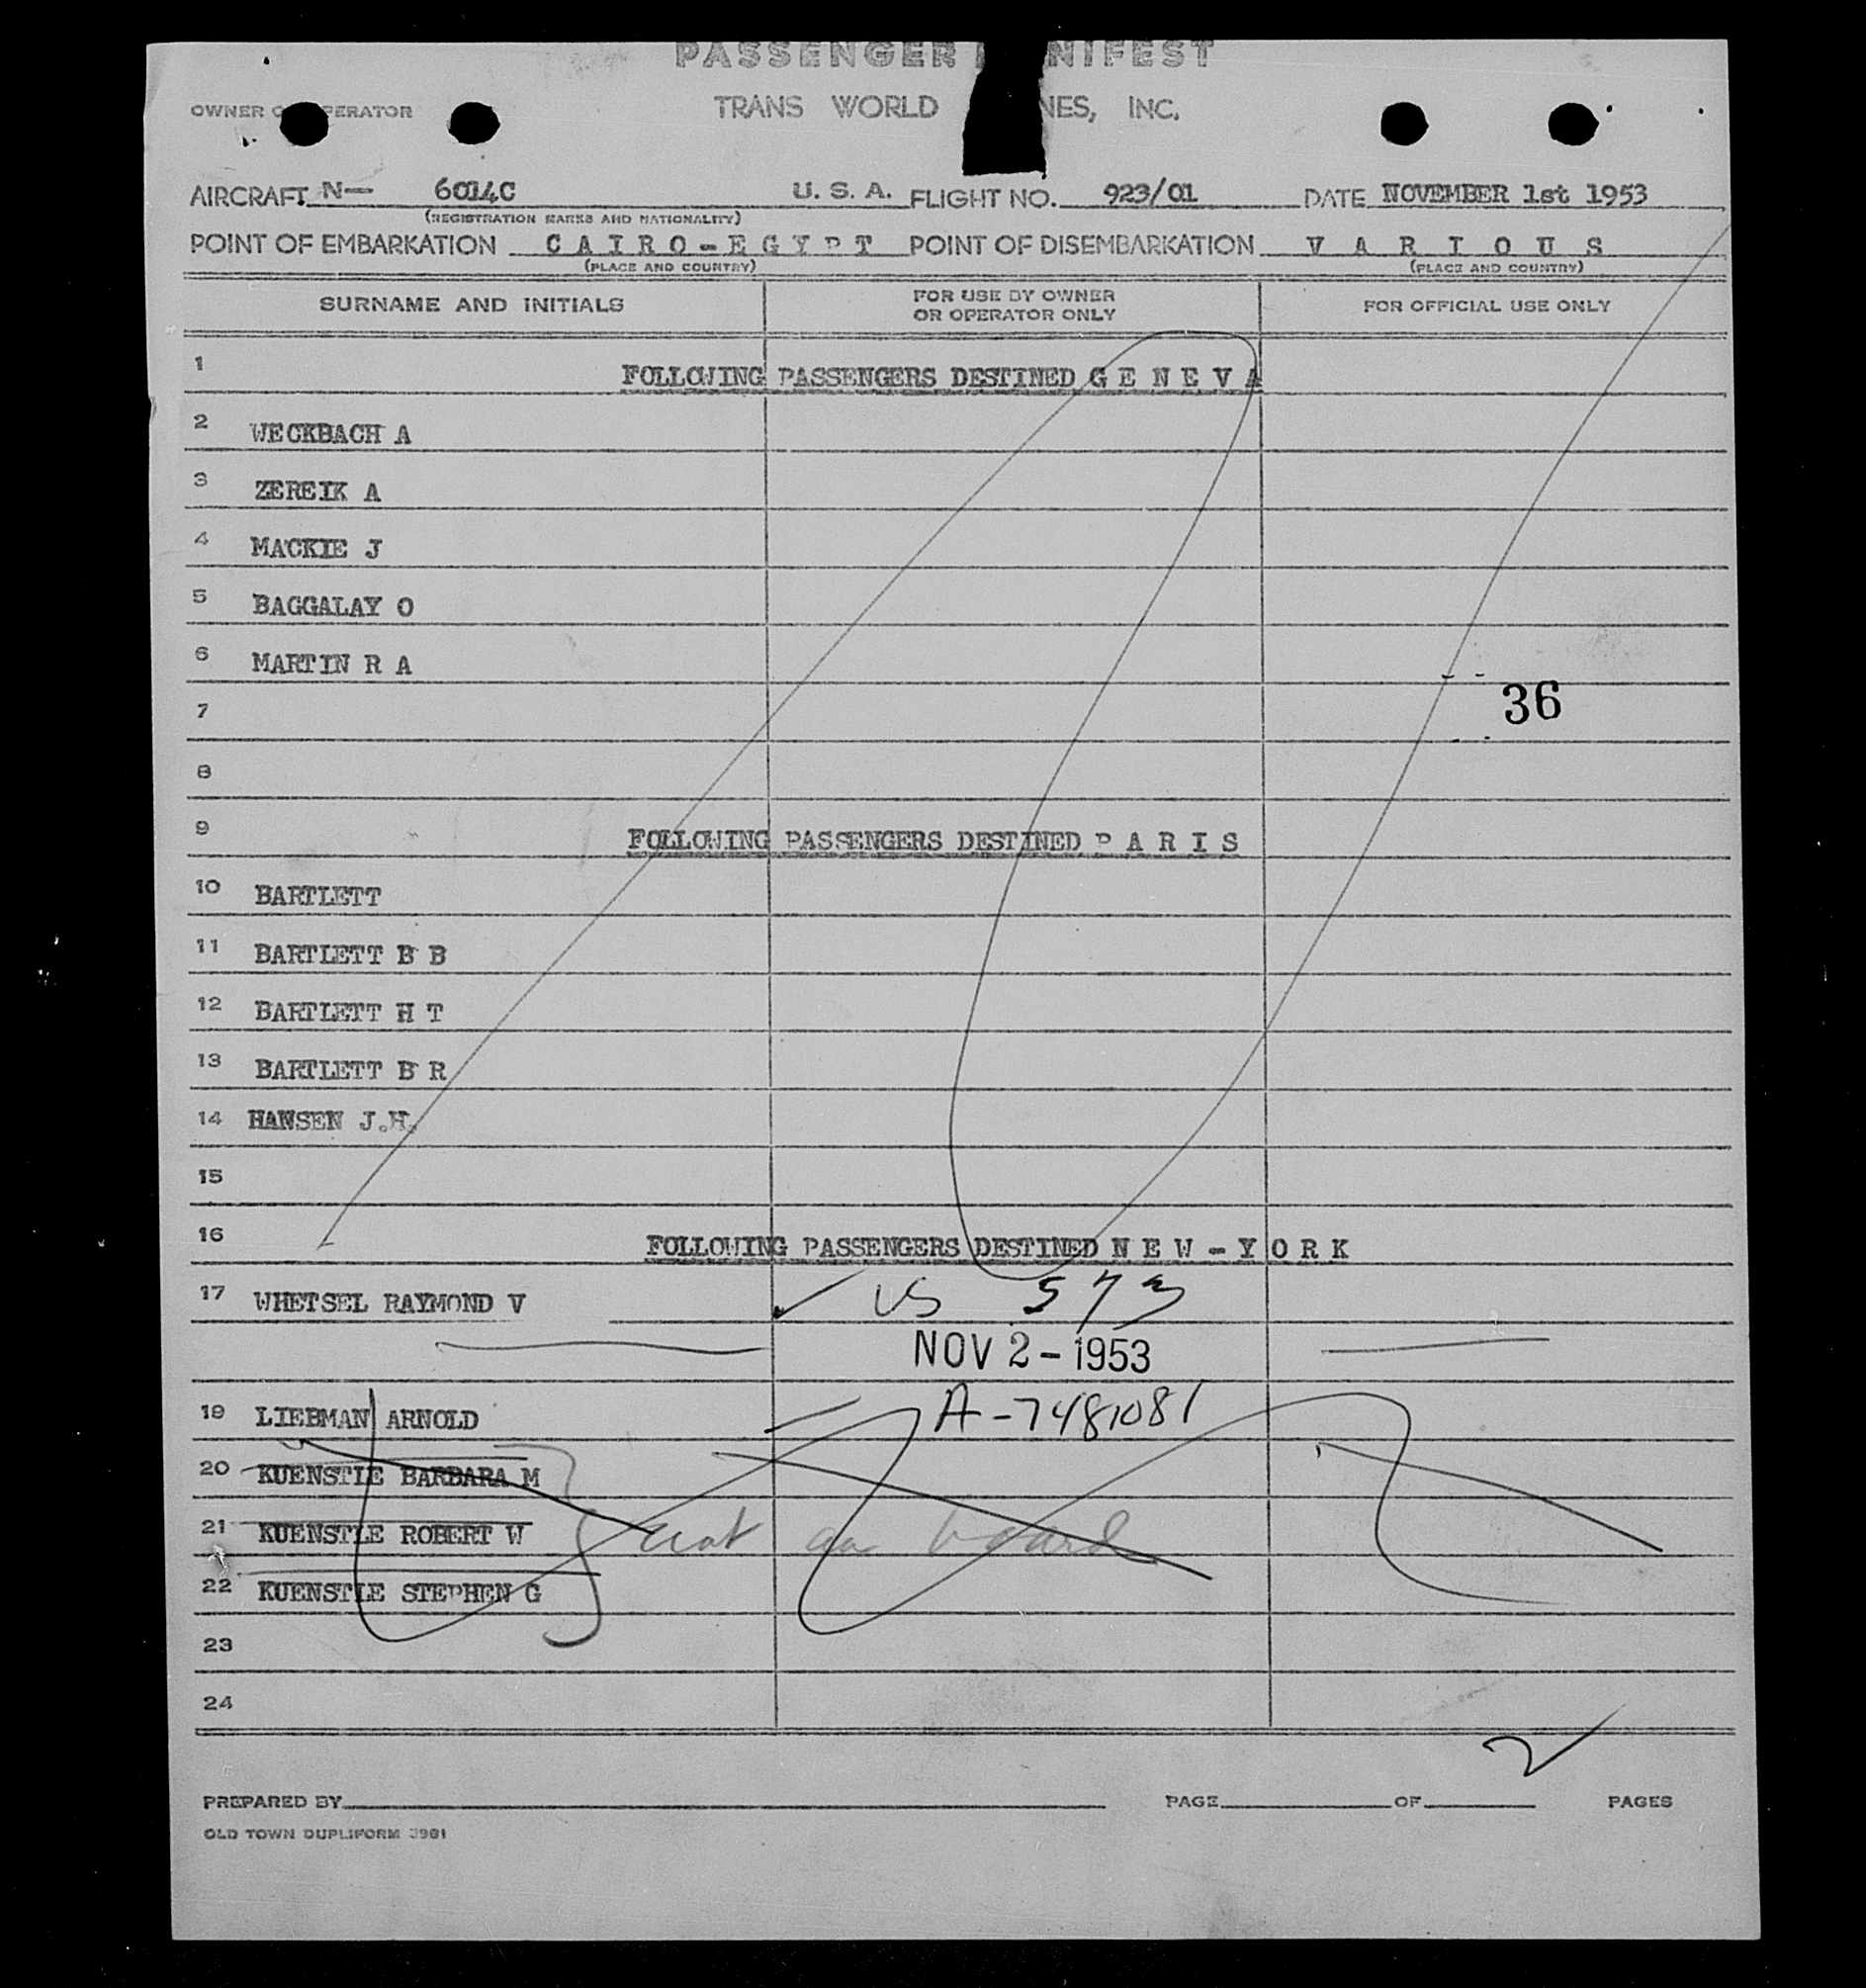 PASSENGER NIFEST
TRANS WORLD NES, INC.
OWNER O PERATOR
AIRCRAFT N— 6014C U. S. A. FLIGHT NO. 923/01 DATE NOVEMBER 1st 1953
(REGISTRATION MARKS AND NATIONALITY)
POINT OF EMBARKATION C A I R O - E G Y P T POINT OF DISEMBARKATION V A R I O U S
(PLACE AND COUNTRY) (PLACE AND COUNTRY)
SURNAME AND INITIALS FOR USE BY OWNER OR OPERATOR ONLY FOR OFFICIAL USE ONLY
1 FOLLOWING PASSENGERS DESTINED G E N E V A
2 WECKBACH A
3 ZEREIK A
4 MACKIE J
5 BAGGALAY O
6 MARTIN R A
7 36
8
9 FOLLOWING PASSENGERS DESTINED P A R I S
10 BARTLETT
11 BARTLETT B B
12 BARTLETT H T
13 BARTLETT B R
14 HANSEN J.H.
15
16 FOLLOWING PASSENGERS DESTINED N E W - Y O R K
17 WHETSEL RAYMOND V ✓ US 573
NOV 2 - 1953
19 LIEBMAN ARNOLD A-7481081
20 KUENSTLE BARBARA M
21 KUENSTLE ROBERT W not on board
22 KUENSTLE STEPHEN G
23
24
2
PREPARED BY PAGE OF PAGES
OLD TOWN DUPLIFORM 3981